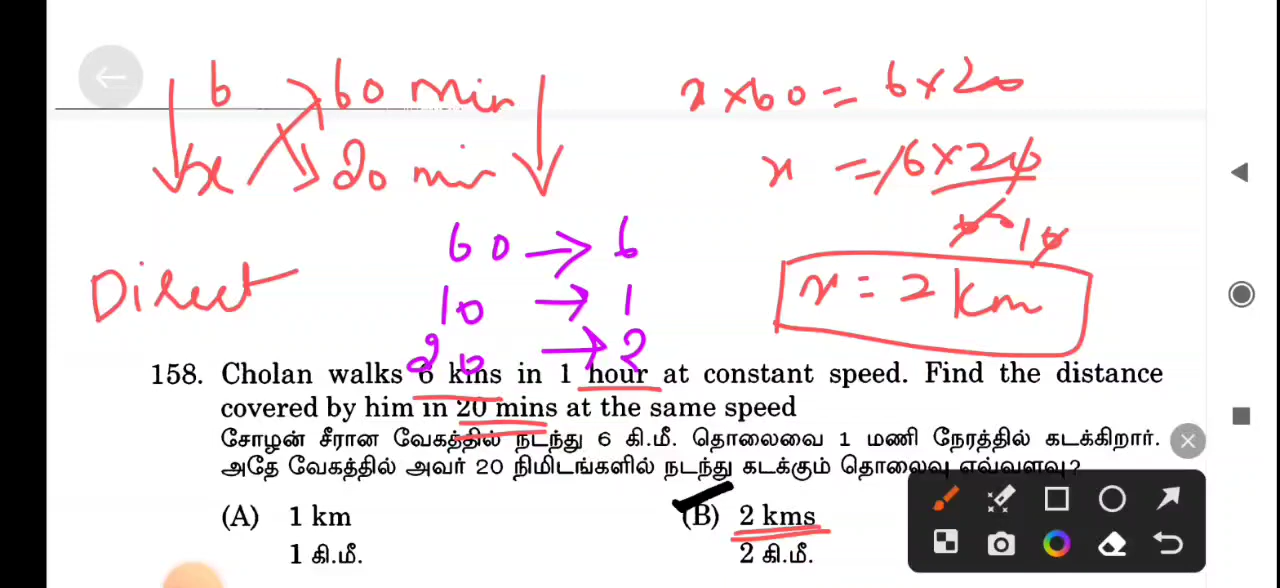 6 60 min
x 20 min
x × 60 = 6 × 20
x = 6 × 20
60 10
x = 2 km
Direct
60 → 6
10 → 1
20 → 2
158. Cholan walks 6 kms in 1 hour at constant speed. Find the distance
covered by him in 20 mins at the same speed
சோழன் சீரான வேகத்தில் நடந்து 6 கி.மீ. தொலைவை 1 மணி நேரத்தில் கடக்கிறார்.
அதே வேகத்தில் அவர் 20 நிமிடங்களில் நடந்து கடக்கும் தொலைவு எவ்வளவு?
(A) 1 km
1 கி.மீ.
(B) 2 kms
2 கி.மீ.